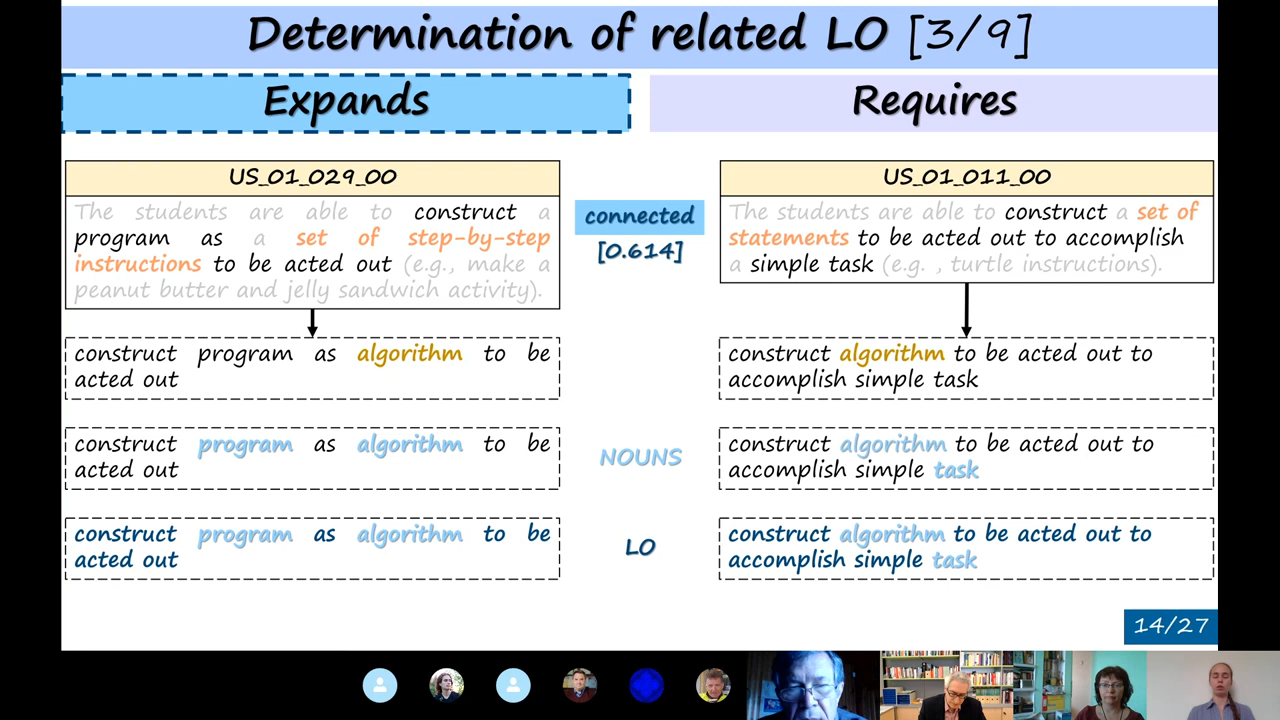 Determination of related LO [3/9]
Expands
Requires
US_01_029_00
The students are able to construct a
program as a set of step-by-step
instructions to be acted out (e.g., make a
peanut butter and jelly sandwich activity).
connected
[0.614]
US_01_011_00
The students are able to construct a set of
statements to be acted out to accomplish
a simple task (e.g. , turtle instructions).
construct program as algorithm to be
acted out
construct algorithm to be acted out to
accomplish simple task
construct program as algorithm to be
acted out
NOUNS
construct algorithm to be acted out to
accomplish simple task
construct program as algorithm to be
acted out
LO
construct algorithm to be acted out to
accomplish simple task
14/27